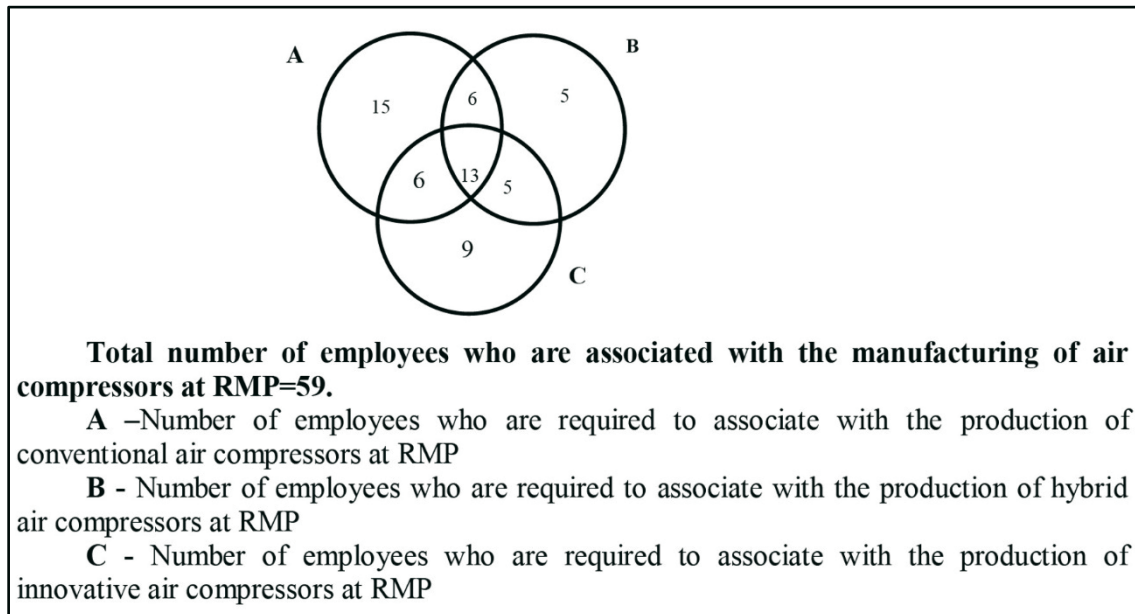 A
B
15
6
5
6
13
5
9
C
Total number of employees who are associated with the manufacturing of air
compressors at RMP=59.
A –Number of employees who are required to associate with the production of
conventional air compressors at RMP
B - Number of employees who are required to associate with the production of hybrid
air compressors at RMP
C - Number of employees who are required to associate with the production of
innovative air compressors at RMP